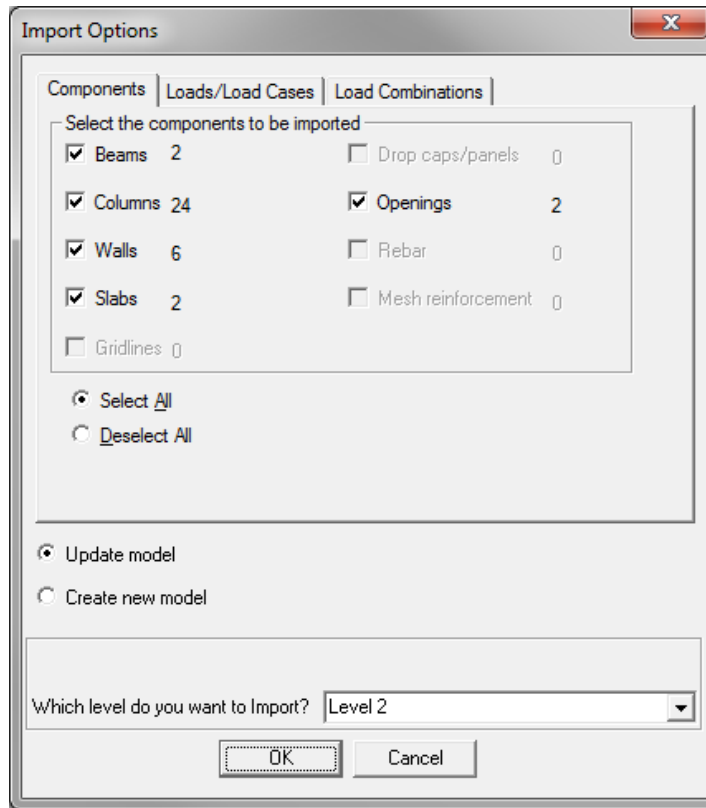 Import Options
Components Loads/Load Cases Load Combinations
Select the components to be imported
Beams 2 Drop caps/panels 0
Columns 24 Openings 2
Walls 6 Rebar 0
Slabs 2 Mesh reinforcement 0
Gridlines 0
Select All
Deselect All
Update model
Create new model
Which level do you want to Import? Level 2
OK Cancel